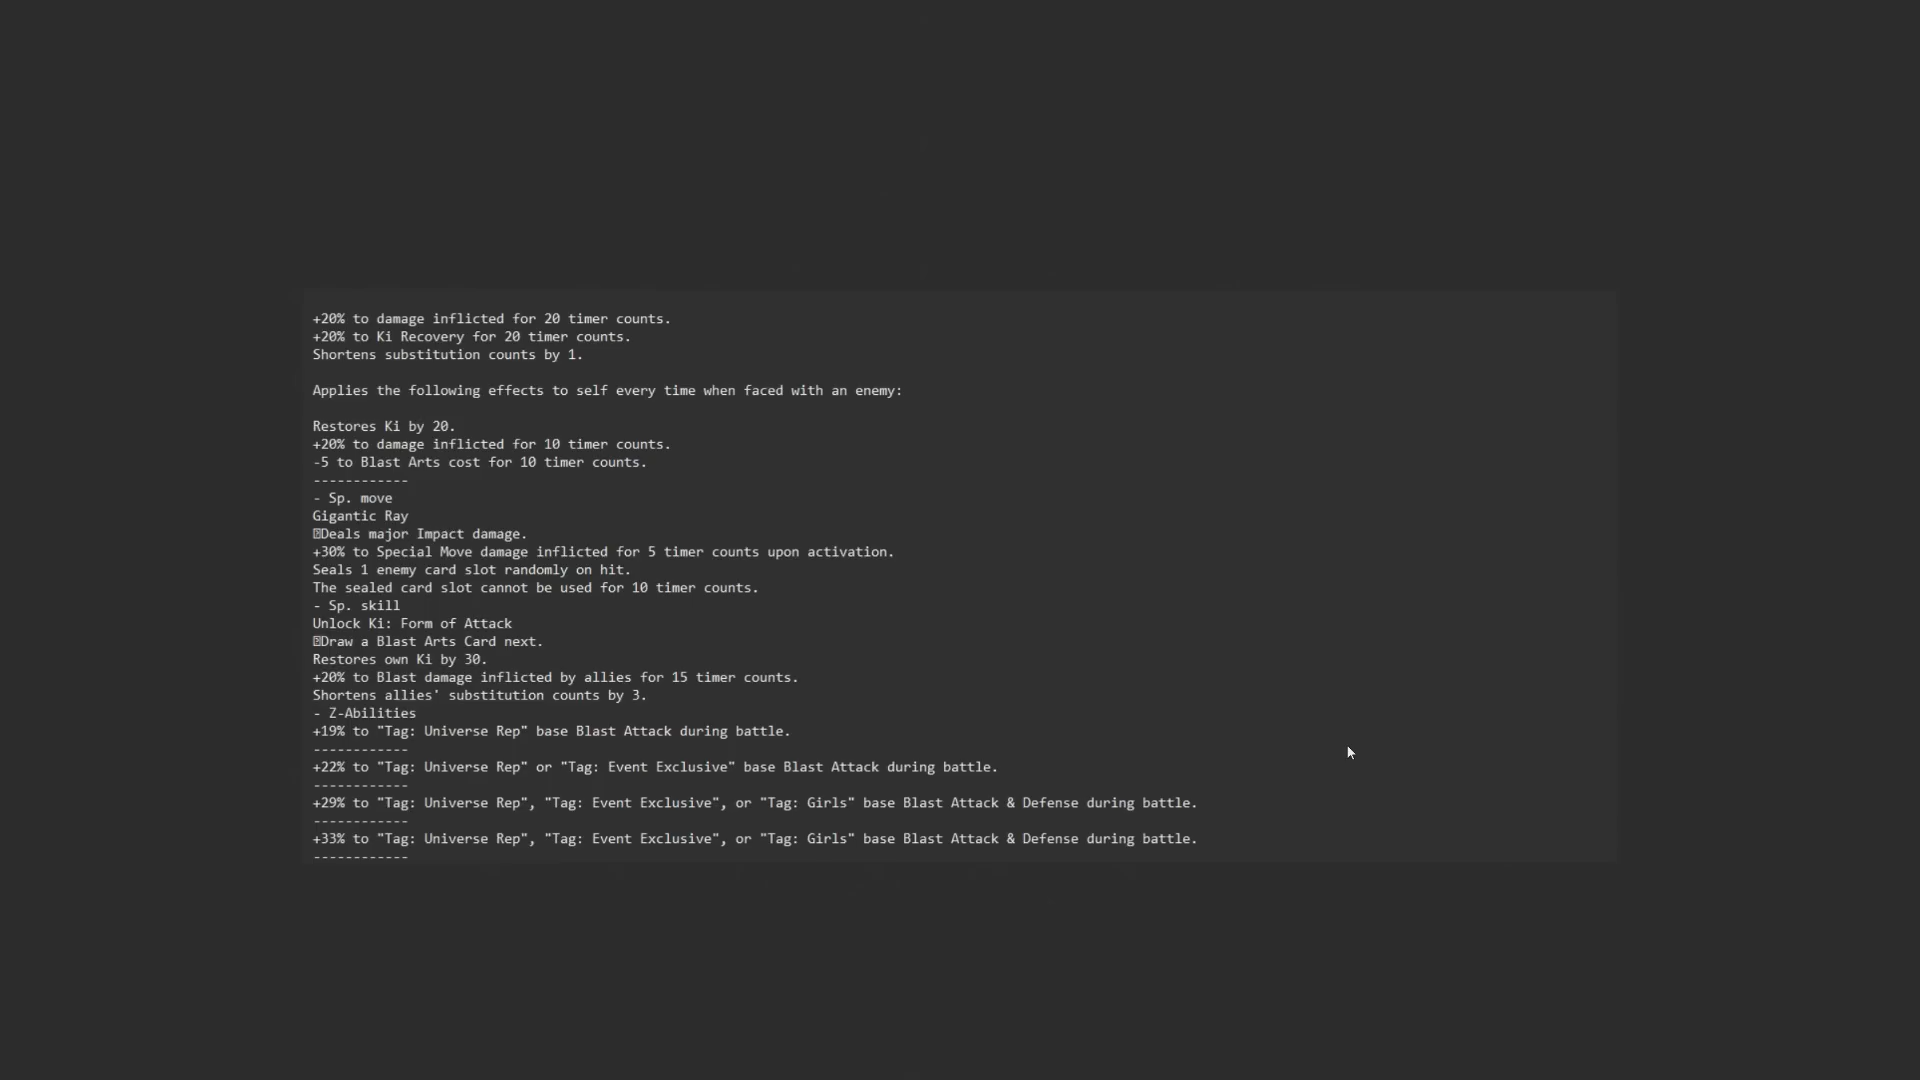 +20% to damage inflicted for 20 timer counts.
+20% to Ki Recovery for 20 timer counts.
Shortens substitution counts by 1.
Applies the following effects to self every time when faced with an enemy:
Restores Ki by 20.
+20% to damage inflicted for 10 timer counts.
-5 to Blast Arts cost for 10 timer counts.
------------
- Sp. move
Gigantic Ray
Deals major Impact damage.
+30% to Special Move damage inflicted for 5 timer counts upon activation.
Seals 1 enemy card slot randomly on hit.
The sealed card slot cannot be used for 10 timer counts.
- Sp. skill
Unlock Ki: Form of Attack
Draw a Blast Arts Card next.
Restores own Ki by 30.
+20% to Blast damage inflicted by allies for 15 timer counts.
Shortens allies' substitution counts by 3.
- Z-Abilities
+19% to "Tag: Universe Rep" base Blast Attack during battle.
------------
+22% to "Tag: Universe Rep" or "Tag: Event Exclusive" base Blast Attack during battle.
------------
+29% to "Tag: Universe Rep", "Tag: Event Exclusive", or "Tag: Girls" base Blast Attack & Defense during battle.
------------
+33% to "Tag: Universe Rep", "Tag: Event Exclusive", or "Tag: Girls" base Blast Attack & Defense during battle.
------------